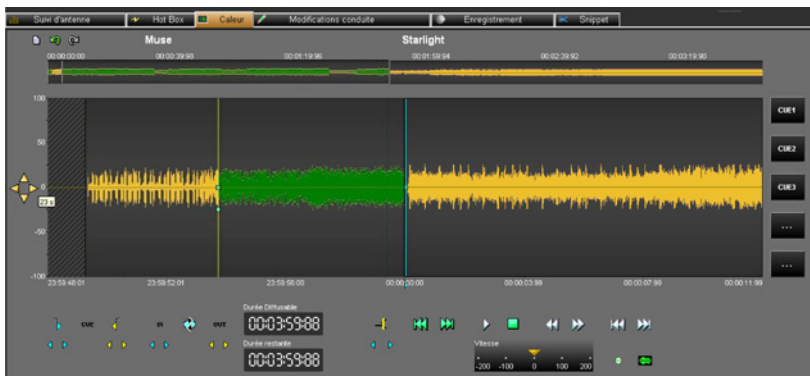 Suivi d'antenne Hot Box Caleur Modifications conduite Enregistrement Snippet
Muse Starlight
00:00:00:00 00:00:39:98 00:01:19:96 00:01:59:94 00:02:39:92 00:03:19:90
100
50
0
23 s
-50
-100
CUE1
CUE2
CUE3
...
...
23:59:48:01 23:59:52:01 23:59:56:00 00:00:00:00 00:00:03:99 00:00:07:98 00:00:11:98
Durée Diffusable
CUE IN OUT 00:03:59:88
Durée restante
00:03:59:88
Vitesse
-200 -100 0 100 200